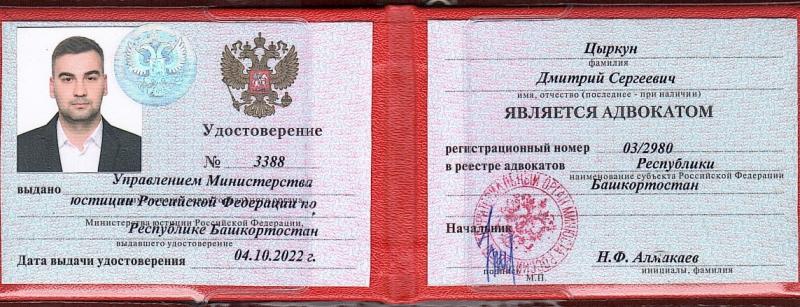 Удостоверение
№ 3388
выдано Управлением Министерства
юстиции Российской Федерации по
Министерства юстиции Российской Федерации,
Республике Башкортостан
выдавшего удостоверение
Дата выдачи удостоверения 04.10.2022 г.
Цыркун
фамилия
Дмитрий Сергеевич
имя, отчество (последнее - при наличии)
ЯВЛЯЕТСЯ АДВОКАТОМ
регистрационный номер 03/2980
в реестре адвокатов Республики
наименование субъекта Российской Федерации
Башкортостан
Начальник
Н.Ф. Алмакаев
подпись инициалы, фамилия
М.П.